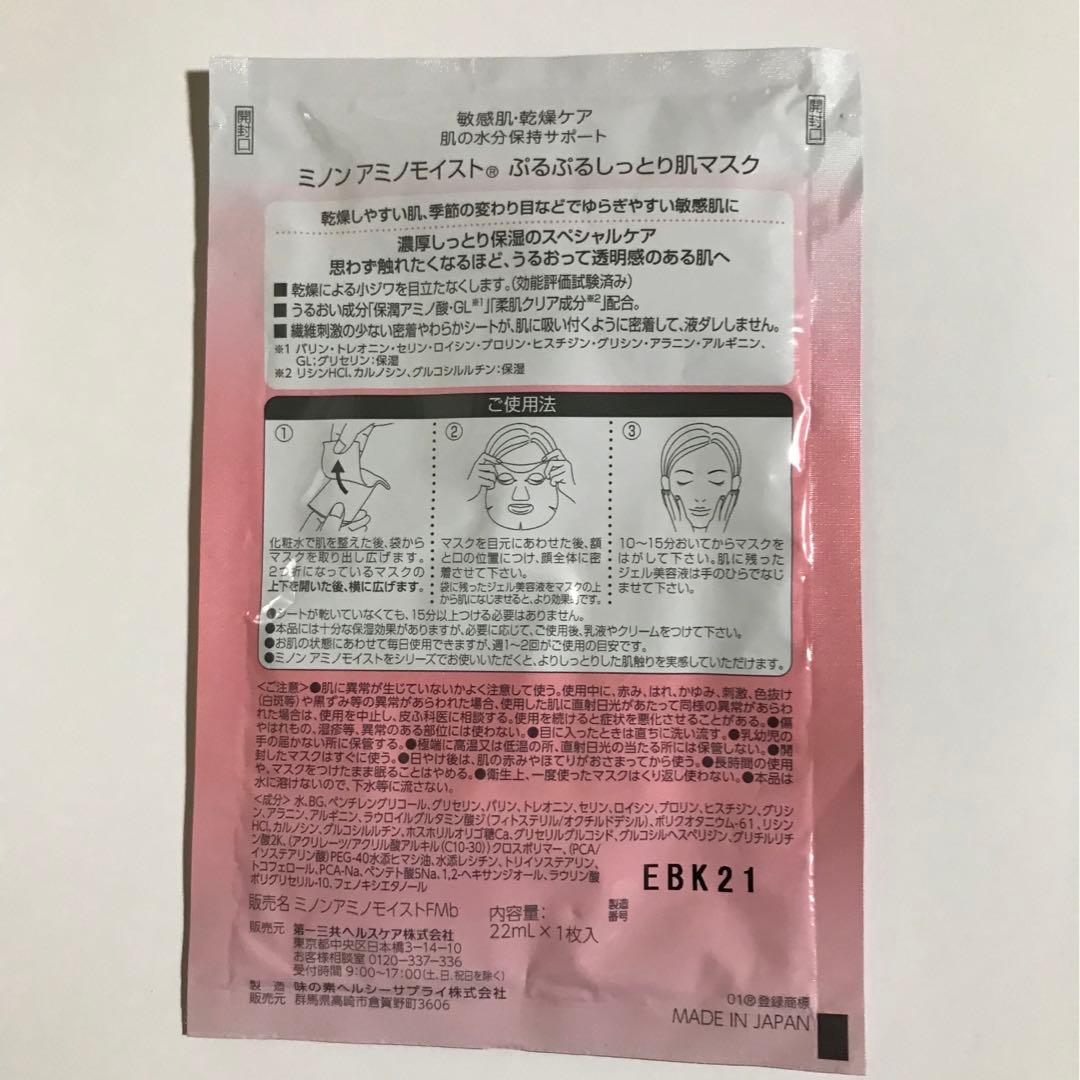 開封口
開封口
敏感肌・乾燥ケア
肌の水分保持サポート
ミノン アミノモイスト® ぷるぷるしっとり肌マスク
乾燥しやすい肌、季節の変わり目などでゆらぎやすい敏感肌に
濃厚しっとり保湿のスペシャルケア
思わず触れたくなるほど、うるおって透明感のある肌へ
■ 乾燥による小ジワを目立たなくします。(効能評価試験済み)
■ うるおい成分「保潤アミノ酸・GL※1」「柔肌クリア成分※2」配合。
■ 繊維刺激の少ない密着やわらかシートが、肌に吸い付くように密着して、液ダレしません。
※1 バリン・トレオニン・セリン・ロイシン・プロリン・ヒスチジン・グリシン・アラニン・アルギニン、
GL:グリセリン:保湿
※2 リシンHCl、カルノシン、グルコシルルチン:保湿
ご使用法
①
化粧水で肌を整えた後、袋から
マスクを取り出し広げます。
2つ折になっているマスクの
上下を開いた後、横に広げます。
②
マスクを目元にあわせた後、額
と口の位置につけ、顔全体に密
着させて下さい。
袋に残ったジェル美容液をマスクの上
から肌になじませると、より効果的です。
③
10〜15分おいてからマスクを
はがして下さい。肌に残った
ジェル美容液は手のひらでなじ
ませて下さい。
●シートが乾いていなくても、15分以上つける必要はありません。
●本品には十分な保湿効果がありますが、必要に応じて、ご使用後、乳液やクリームをつけて下さい。
●お肌の状態にあわせて毎日使用できますが、週1〜2回がご使用の目安です。
●ミノン アミノモイストをシリーズでお使いいただくと、よりしっとりした肌触りを実感していただけます。
<ご注意>●肌に異常が生じていないかよく注意して使う。使用中に、赤み、はれ、かゆみ、刺激、色抜け
(白斑等)や黒ずみ等の異常があらわれた場合、使用した肌に直射日光があたって同様の異常があらわ
れた場合は、使用を中止し、皮ふ科医に相談する。使用を続けると症状を悪化させることがある。●傷
やはれもの、湿疹等、異常のある部位には使わない。●目に入ったときは直ちに洗い流す。●乳幼児の
手の届かない所に保管する。●極端に高温又は低温の所、直射日光の当たる所には保管しない。●開
封したマスクはすぐに使う。●日やけ後は、肌の赤みやほてりがおさまってから使う。●長時間の使用
や、マスクをつけたまま眠ることはやめる。●衛生上、一度使ったマスクはくり返し使わない。●本品は
水に溶けないので、下水等に流さない。
<成分> 水、BG、ペンチレングリコール、グリセリン、バリン、トレオニン、セリン、ロイシン、プロリン、ヒスチジン、グリシ
ン、アラニン、アルギニン、ラウロイルグルタミン酸ジ(フィトステリル/オクチルドデシル)、ポリクオタニウム-61、リシン
HCl、カルノシン、グルコシルルチン、ホスホリルオリゴ糖Ca、グリセリルグルコシド、グルコシルヘスペリジン、グリチルリチ
ン酸2K、(アクリレーツ/アクリル酸アルキル(C10-30))クロスポリマー、(PCA/
イソステアリン酸)PEG-40水添ヒマシ油、水添レシチン、トリイソステアリン、
トコフェロール、PCA-Na、ペンテト酸5Na、1,2-ヘキサンジオール、ラウリン酸
ポリグリセリル-10、フェノキシエタノール
EBK21
販売名 ミノンアミノモイストFMb
内容量:
22mL×1枚入
製造
番号
販売元 第一三共ヘルスケア株式会社
東京都中央区日本橋3-14-10
お客様相談室 0120-337-336
受付時間 9:00〜17:00(土、日、祝日を除く)
製 造 味の素ヘルシーサプライ株式会社
販売元 群馬県高崎市倉賀野町3606
01®登録商標
MADE IN JAPAN